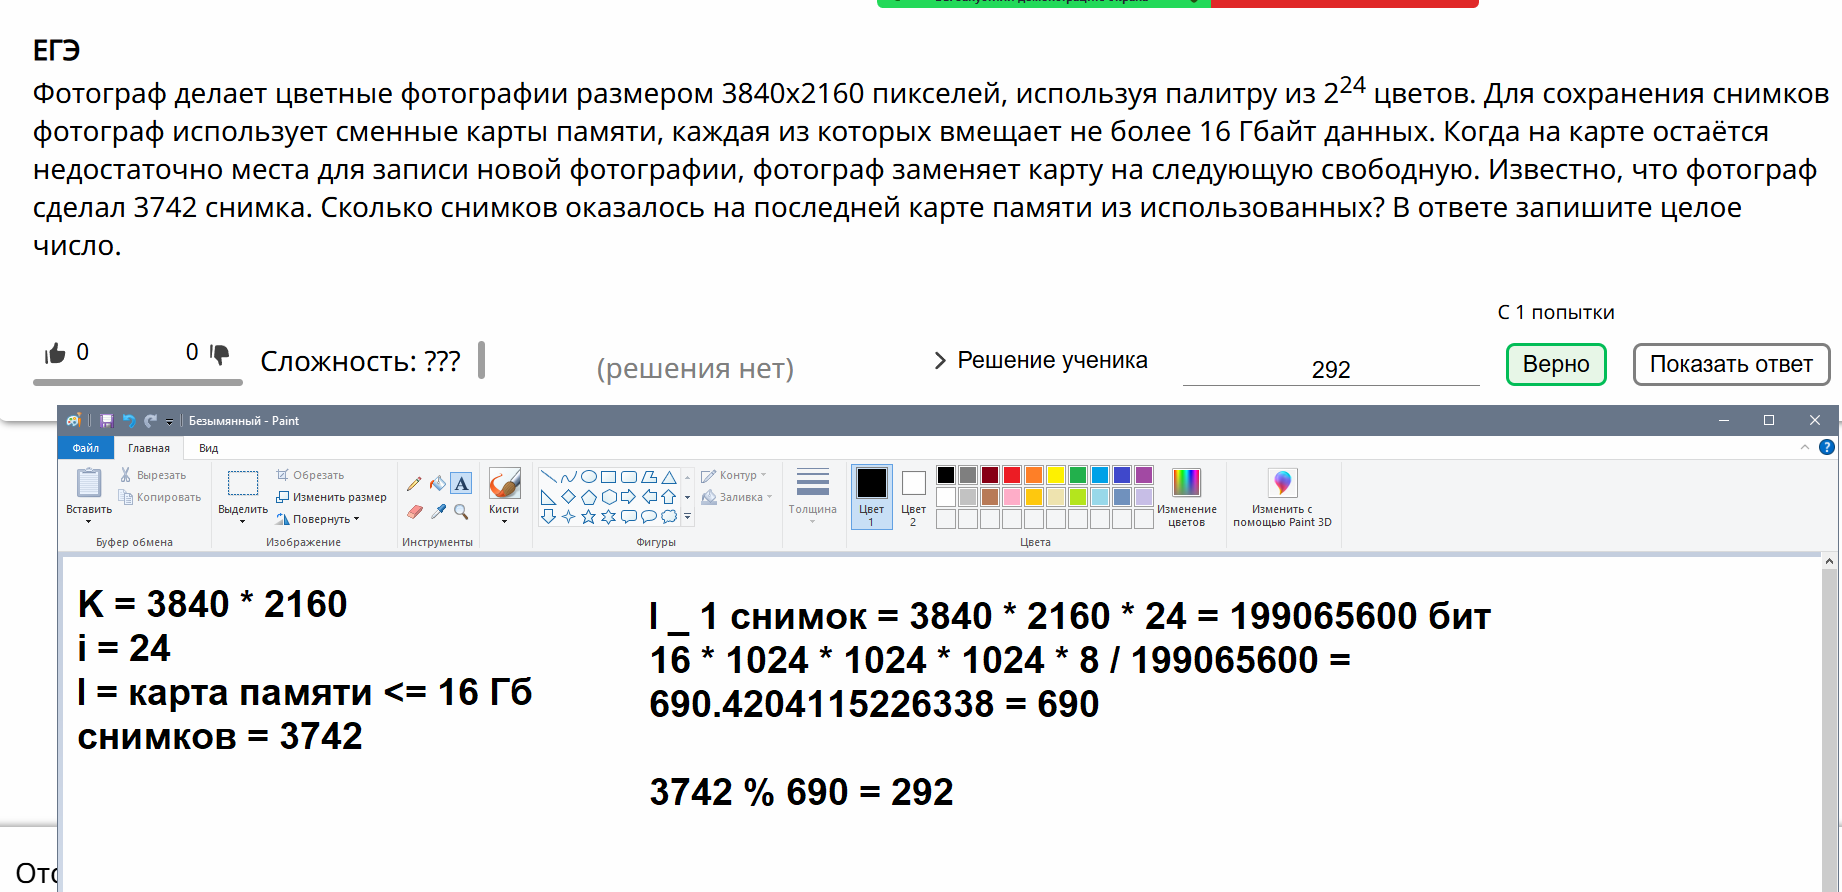 ЕГЭ
Фотограф делает цветные фотографии размером 3840x2160 пикселей, используя палитру из 2²⁴ цветов. Для сохранения снимков
фотограф использует сменные карты памяти, каждая из которых вмещает не более 16 Гбайт данных. Когда на карте остаётся
недостаточно места для записи новой фотографии, фотограф заменяет карту на следующую свободную. Известно, что фотограф
сделал 3742 снимка. Сколько снимков оказалось на последней карте памяти из использованных? В ответе запишите целое
число.
С 1 попытки
0 0 Сложность: ??? (решения нет) Решение ученика 292 Верно Показать ответ
Безымянный - Paint
Файл Главная Вид
Вставить
Вырезать
Копировать
Буфер обмена
Выделить
Обрезать
Изменить размер
Повернуть
Изображение
A
Инструменты
Кисти
Фигуры
Контур
Заливка
Толщина
Цвет
1
Цвет
2
Цвета
Изменение
цветов
Изменить с
помощью Paint 3D
K = 3840 * 2160
i = 24
I = карта памяти <= 16 Гб
снимков = 3742
I _ 1 снимок = 3840 * 2160 * 24 = 199065600 бит
16 * 1024 * 1024 * 1024 * 8 / 199065600 =
690.4204115226338 = 690
3742 % 690 = 292